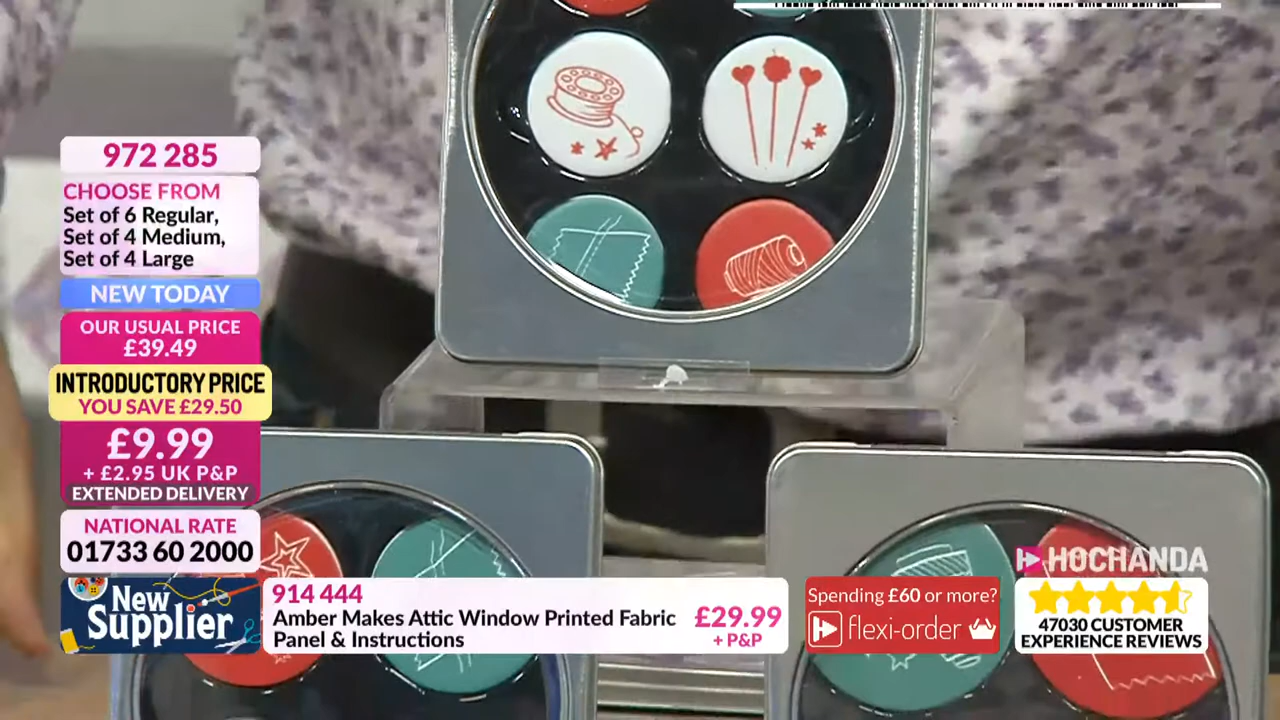 972 285
CHOOSE FROM
Set of 6 Regular,
Set of 4 Medium,
Set of 4 Large
NEW TODAY
OUR USUAL PRICE
£39.49
INTRODUCTORY PRICE
YOU SAVE £29.50
£9.99
+ £2.95 UK P&P
EXTENDED DELIVERY
NATIONAL RATE
01733 60 2000
New
Supplier
914 444
Amber Makes Attic Window Printed Fabric
Panel & Instructions
£29.99
+ P&P
Spending £60 or more?
flexi-order
HOCHANDA
47030 CUSTOMER
EXPERIENCE REVIEWS